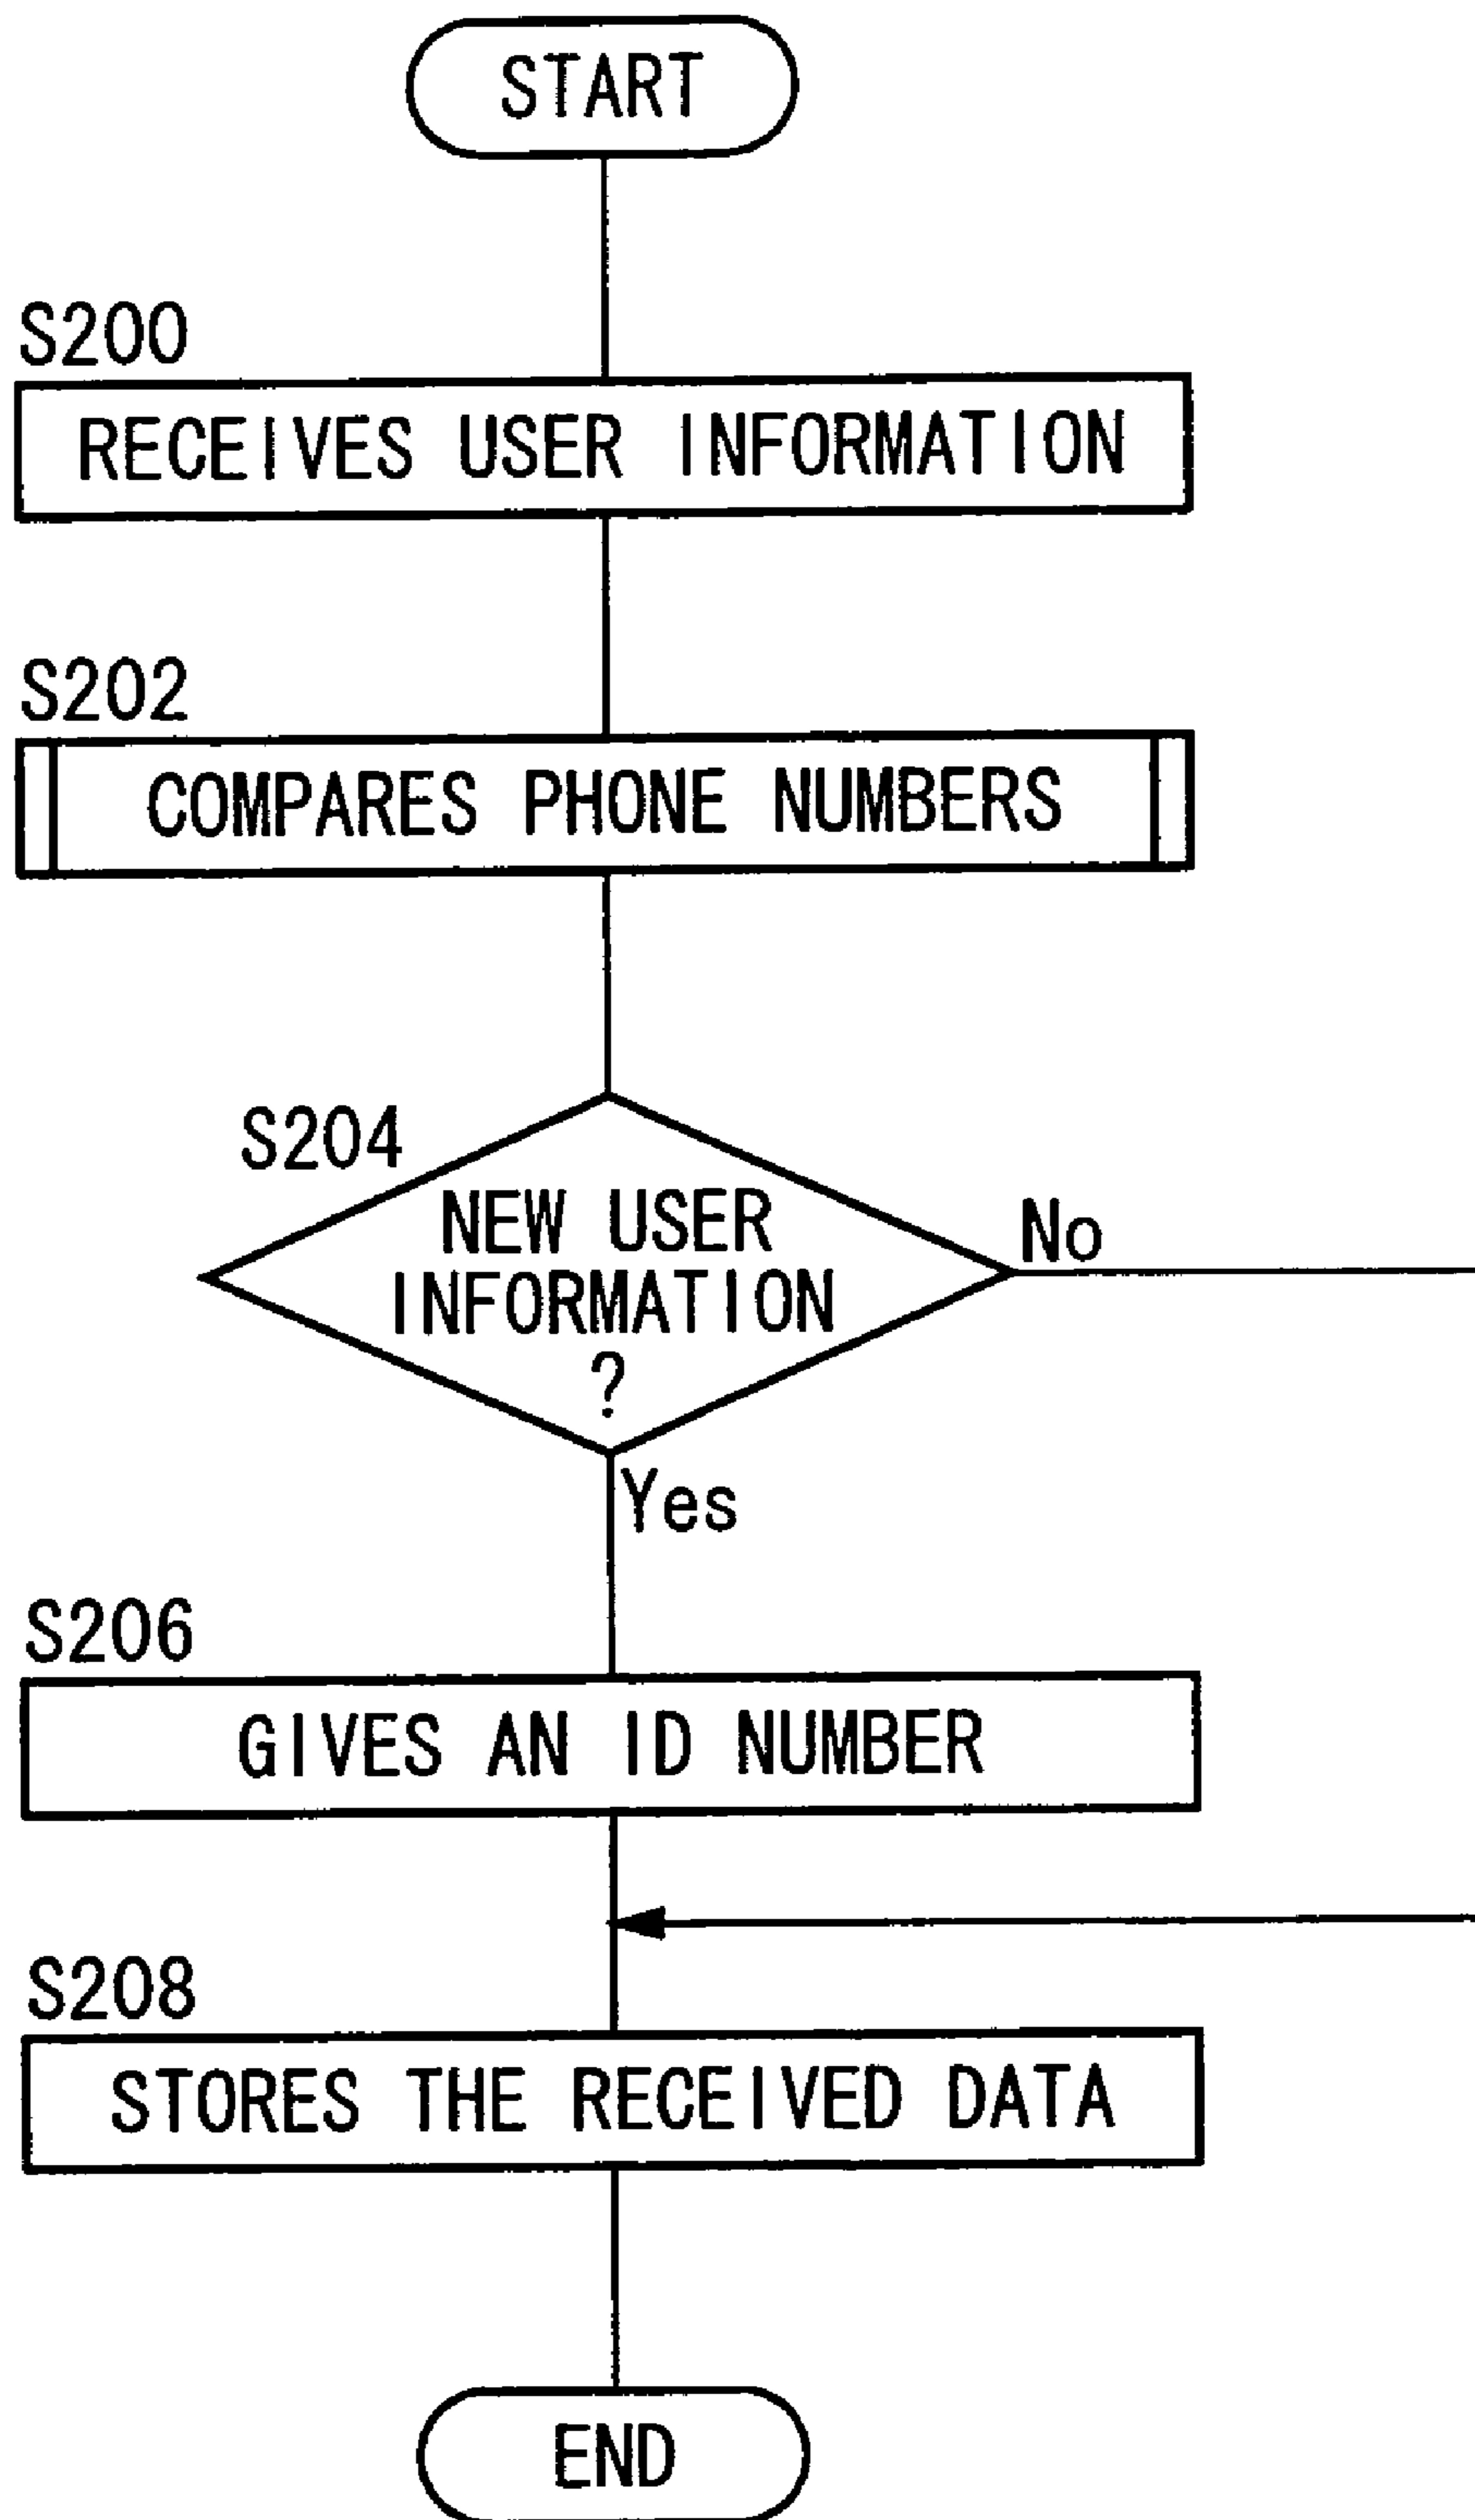 START
S200
RECEIVES USER INFORMATION
S202
COMPARES PHONE NUMBERS
S204
NEW USER
INFORMATION
?
No
Yes
S206
GIVES AN ID NUMBER
S208
STORES THE RECEIVED DATA
END